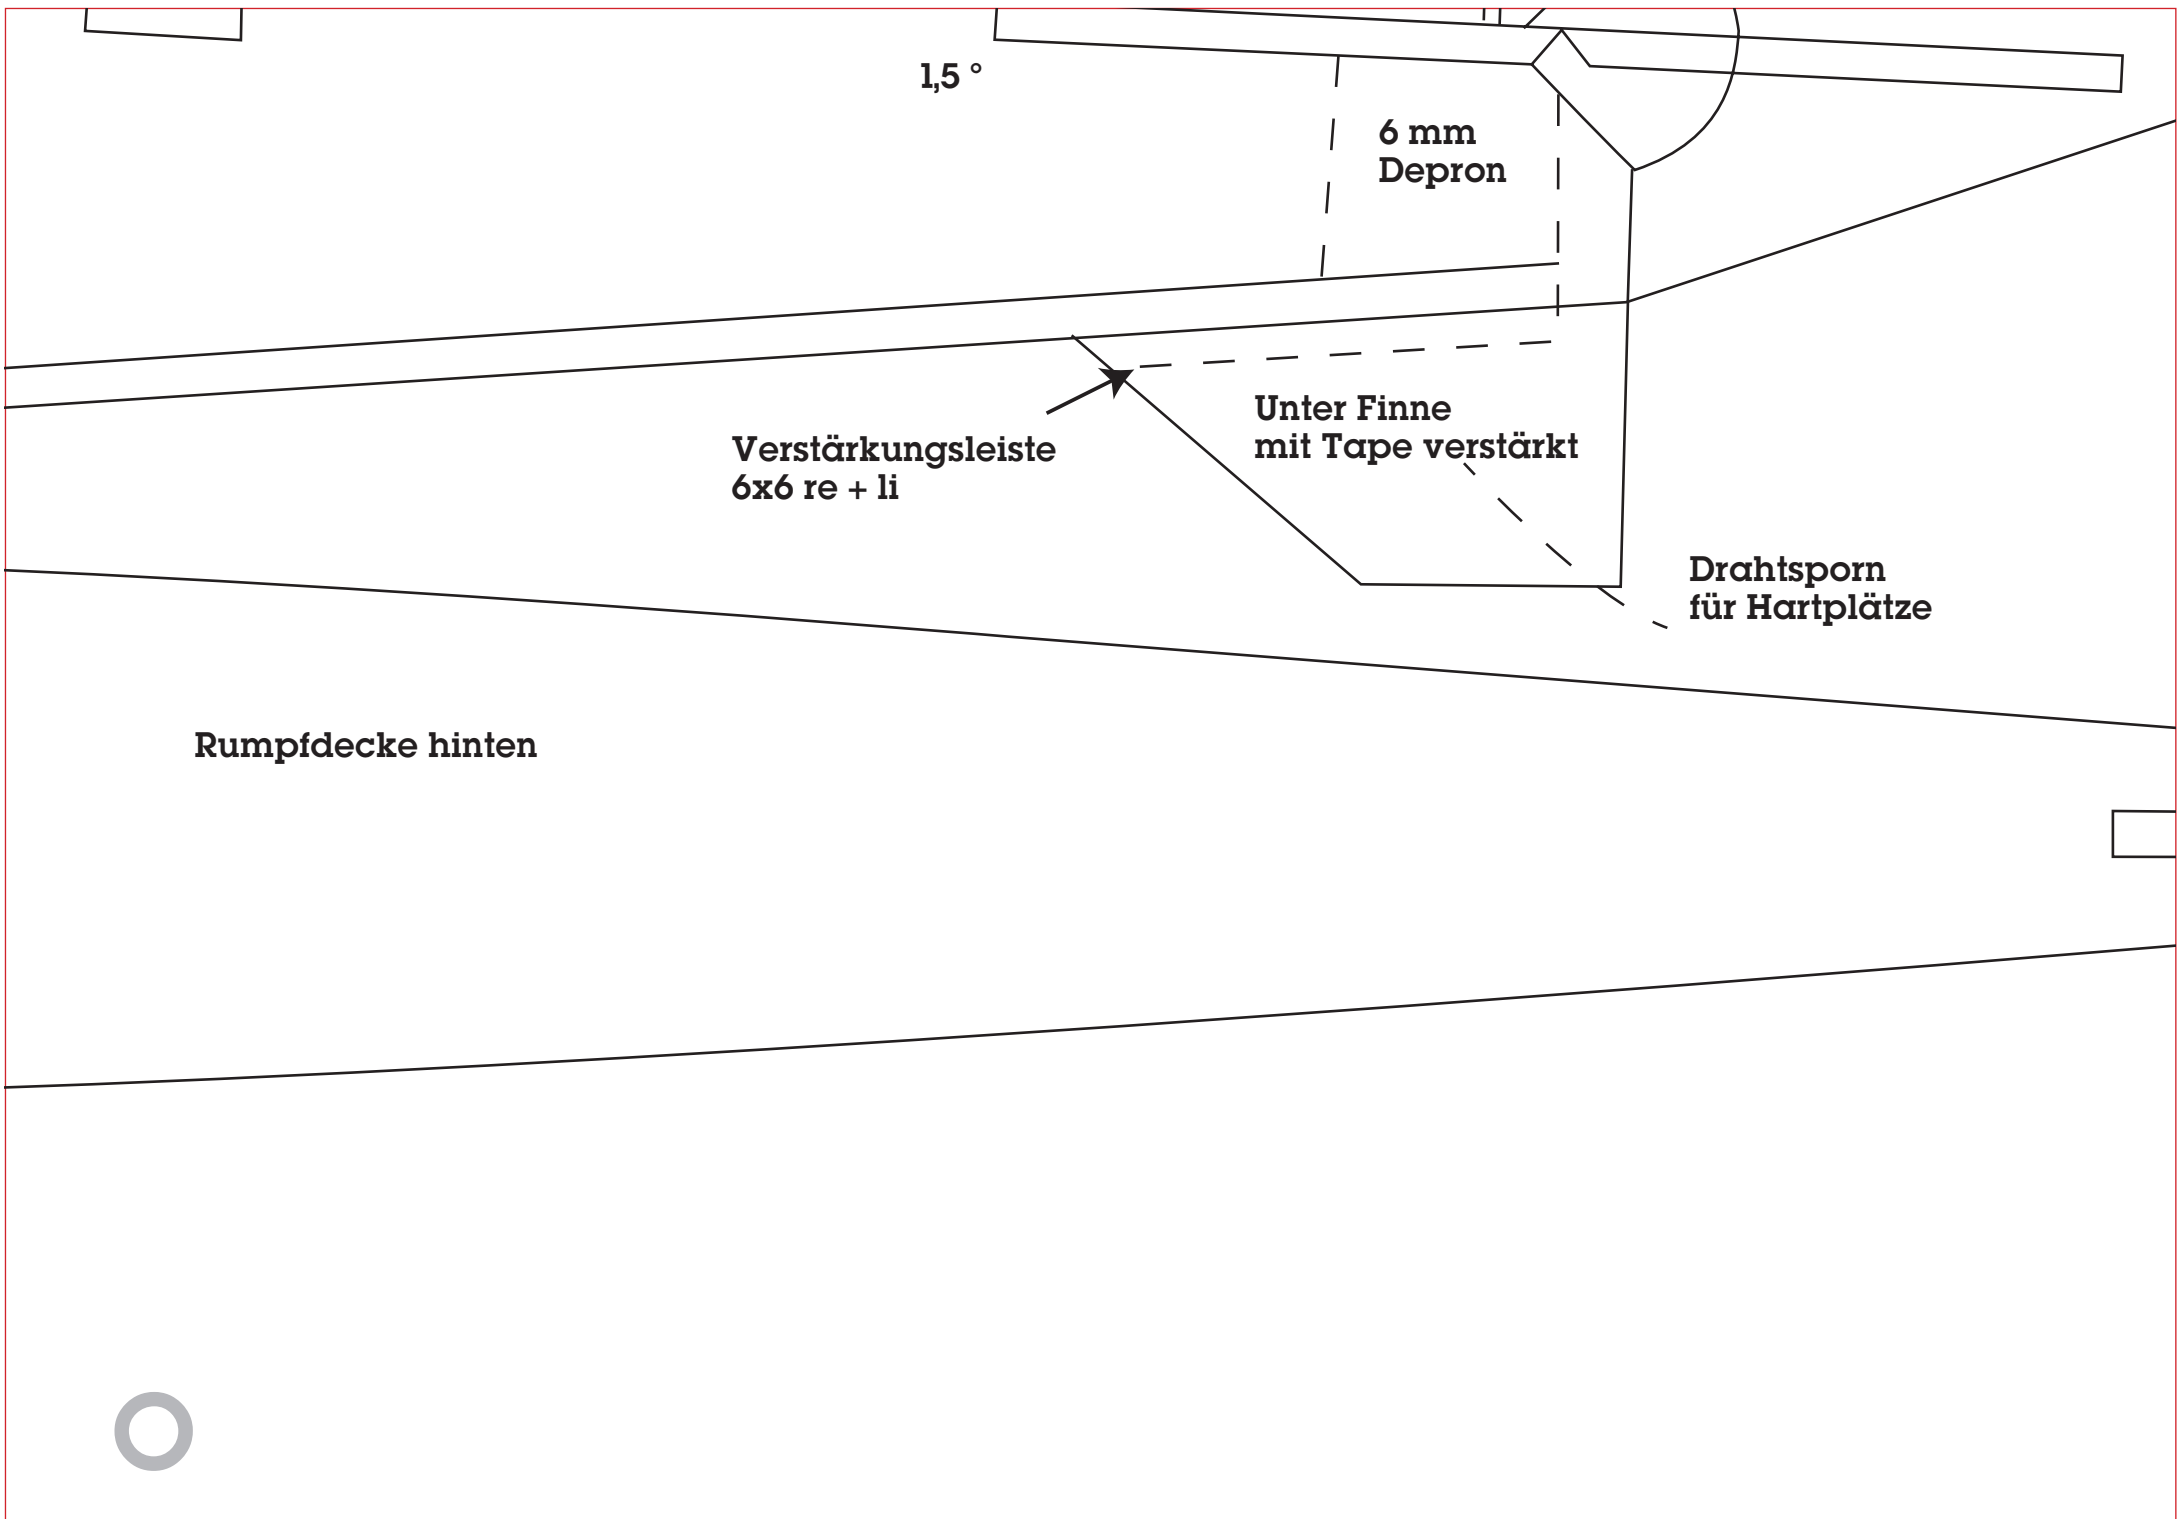 1,5 °
6 mm
Depron
Unter Finne
mit Tape verstärkt
Verstärkungsleiste
6x6 re + li
Drahtsporn
für Hartplätze
Rumpfdecke hinten